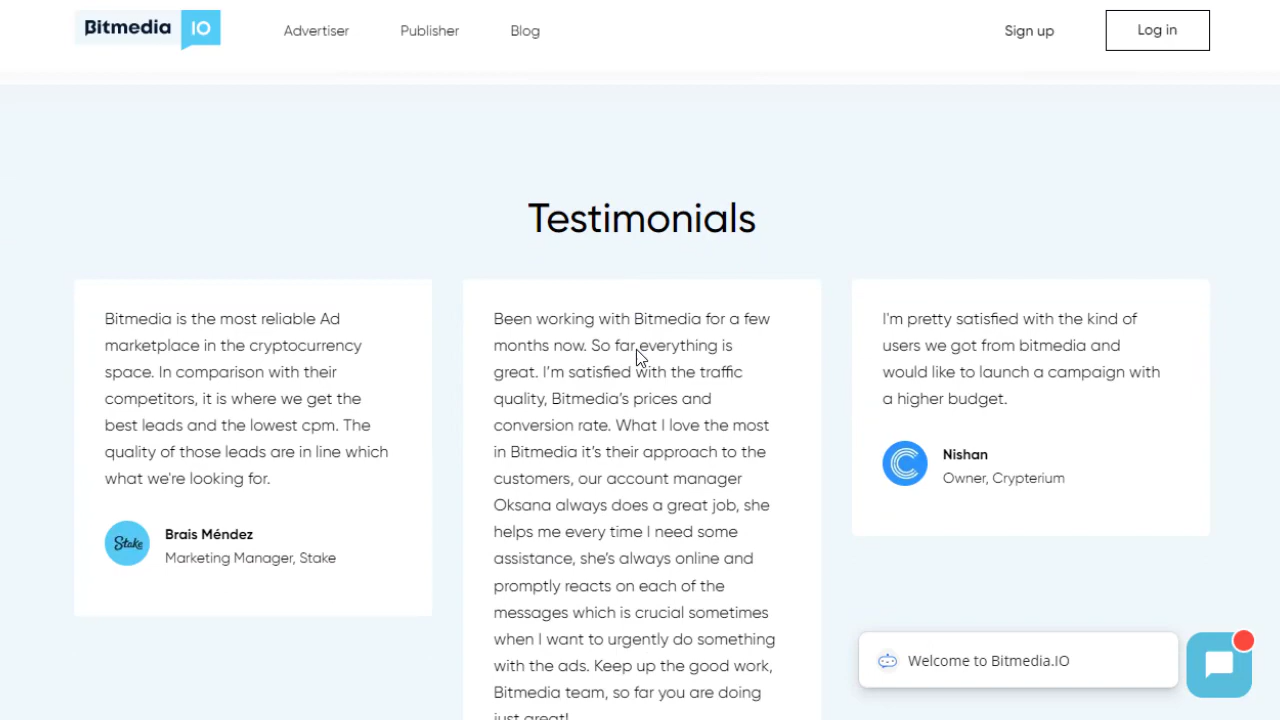 Bitmedia IO
Advertiser
Publisher
Blog
Sign up
Log in
Testimonials
Bitmedia is the most reliable Ad
marketplace in the cryptocurrency
space. In comparison with their
competitors, it is where we get the
best leads and the lowest cpm. The
quality of those leads are in line which
what we're looking for.
Stake
Brais Méndez
Marketing Manager, Stake
Been working with Bitmedia for a few
months now. So far everything is
great. I'm satisfied with the traffic
quality, Bitmedia's prices and
conversion rate. What I love the most
in Bitmedia it's their approach to the
customers, our account manager
Oksana always does a great job, she
helps me every time I need some
assistance, she's always online and
promptly reacts on each of the
messages which is crucial sometimes
when I want to urgently do something
with the ads. Keep up the good work,
Bitmedia team, so far you are doing
just great!
I'm pretty satisfied with the kind of
users we got from bitmedia and
would like to launch a campaign with
a higher budget.
Nishan
Owner, Crypterium
Welcome to Bitmedia.IO